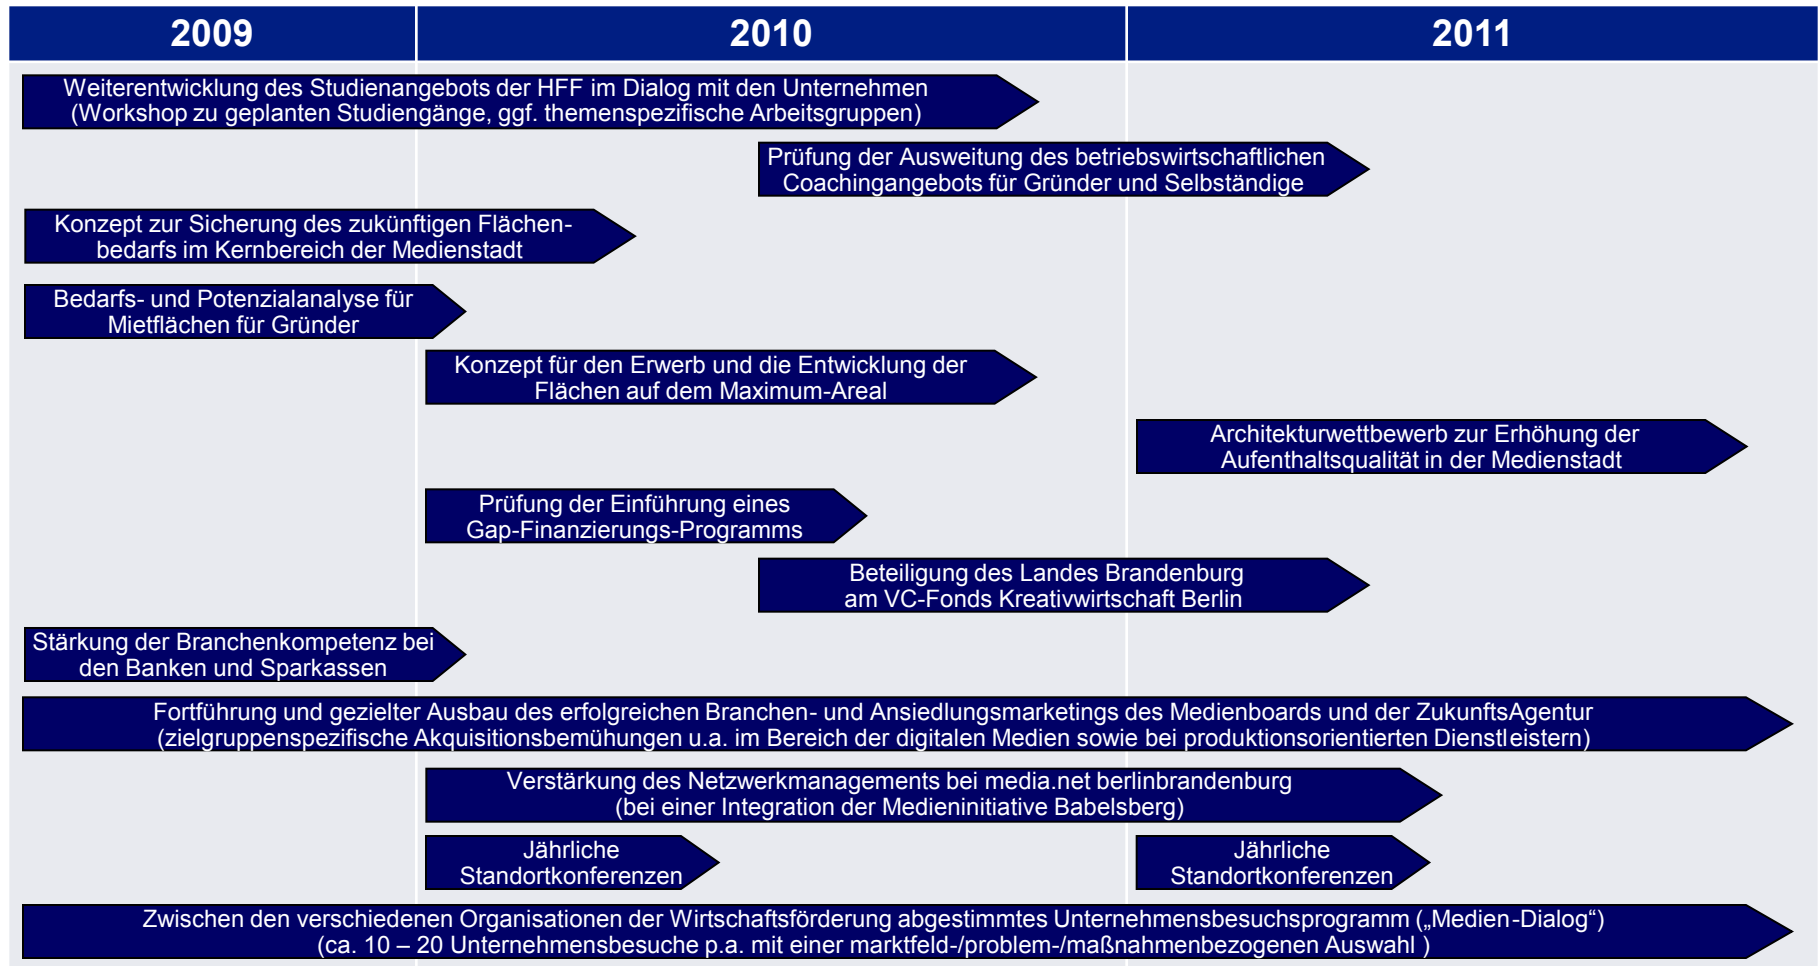 2009
2010
2011
Weiterentwicklung des Studienangebots der HFF im Dialog mit den Unternehmen
(Workshop zu geplanten Studiengänge, ggf. themenspezifische Arbeitsgruppen)
Prüfung der Ausweitung des betriebswirtschaftlichen
Coachingangebots für Gründer und Selbständige
Konzept zur Sicherung des zukünftigen Flächen-
bedarfs im Kernbereich der Medienstadt
Bedarfs- und Potenzialanalyse für
Mietflächen für Gründer
Konzept für den Erwerb und die Entwicklung der
Flächen auf dem Maximum-Areal
Architekturwettbewerb zur Erhöhung der
Aufenthaltsqualität in der Medienstadt
Prüfung der Einführung eines
Gap-Finanzierungs-Programms
Beteiligung des Landes Brandenburg
am VC-Fonds Kreativwirtschaft Berlin
Stärkung der Branchenkompetenz bei
den Banken und Sparkassen
Fortführung und gezielter Ausbau des erfolgreichen Branchen- und Ansiedlungsmarketings des Medienboards und der ZukunftsAgentur
(zielgruppenspezifische Akquisitionsbemühungen u.a. im Bereich der digitalen Medien sowie bei produktionsorientierten Dienstleistern)
Verstärkung des Netzwerkmanagements bei media.net berlinbrandenburg
(bei einer Integration der Medieninitiative Babelsberg)
Jährliche
Standortkonferenzen
Jährliche
Standortkonferenzen
Zwischen den verschiedenen Organisationen der Wirtschaftsförderung abgestimmtes Unternehmensbesuchsprogramm („Medien-Dialog“)
(ca. 10 – 20 Unternehmensbesuche p.a. mit einer marktfeld-/problem-/maßnahmenbezogenen Auswahl )